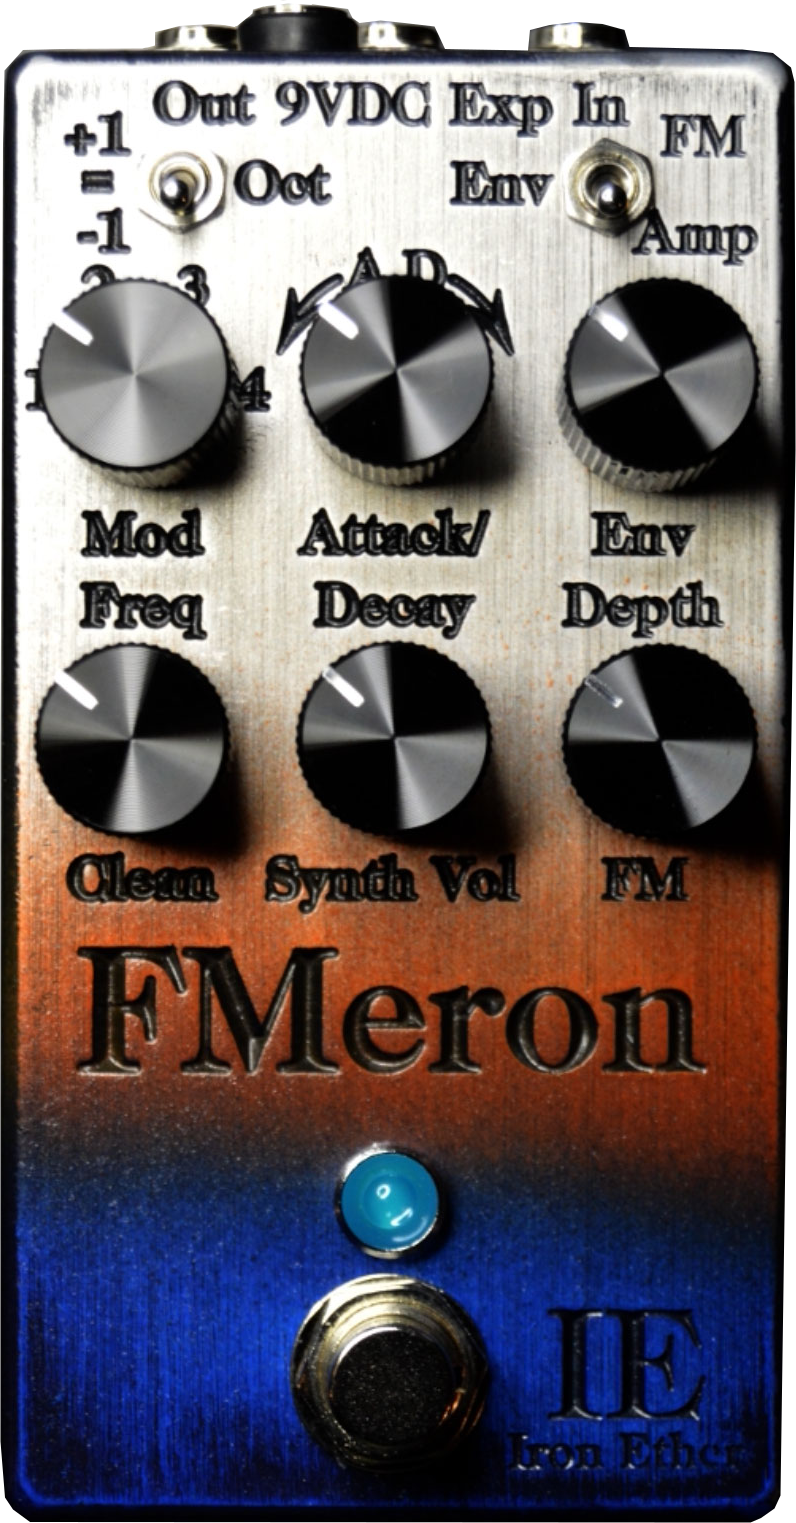 Out 9VDC Exp In
+1 FM
= Oct Env
-1 Amp
2 3 A D
1 4
Mod Attack/ Env
Freq Decay Depth
Clean Synth Vol FM
FMeron
IE
Iron Ether